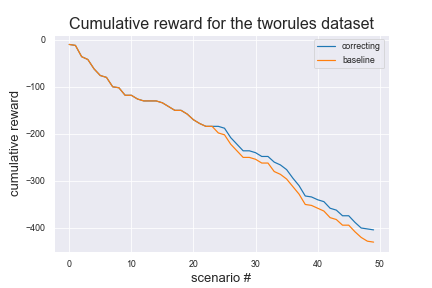 Cumulative reward for the tworules dataset
correcting
baseline
cumulative reward
0
−100
−200
−300
−400
0 10 20 30 40 50
scenario #